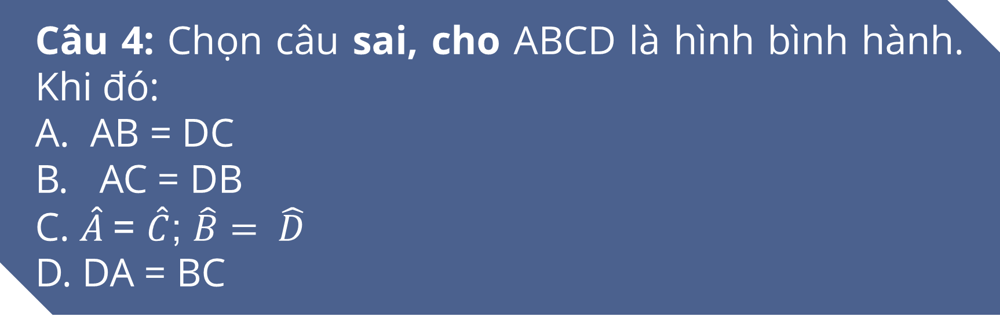 Câu 4: Chọn câu sai, cho ABCD là hình bình hành.
Khi đó:
A. AB = DC
B. AC = DB
C. Â = Ĉ; B̂ = D̂
D. DA = BC